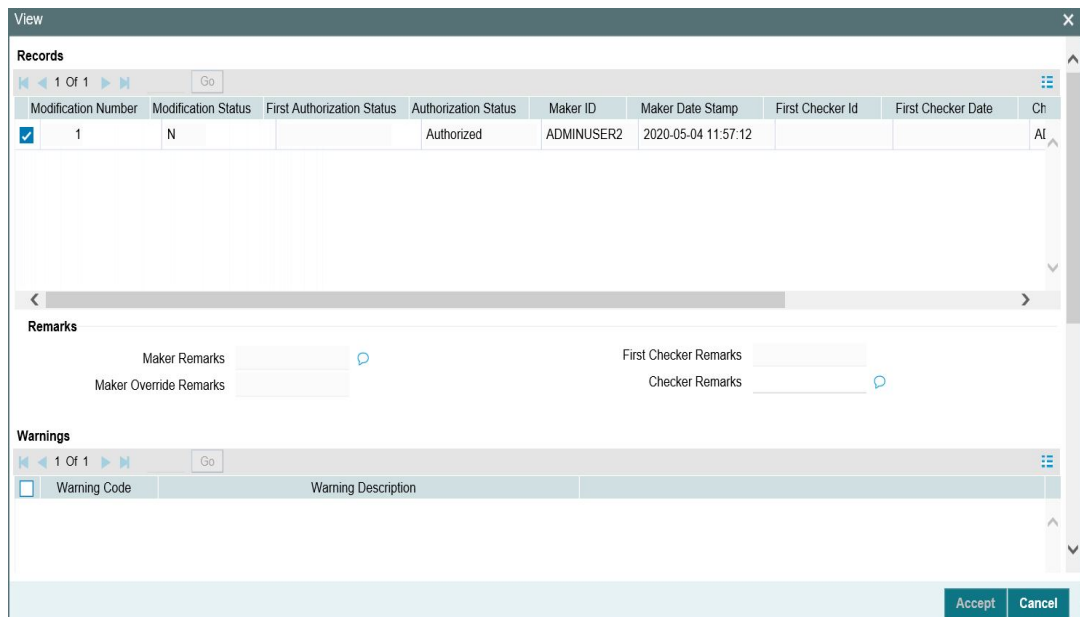 View
Records
1 Of 1 Go
Modification Number Modification Status First Authorization Status Authorization Status Maker ID Maker Date Stamp First Checker Id First Checker Date Ch
1 N Authorized ADMINUSER2 2020-05-04 11:57:12
Remarks
Maker Remarks First Checker Remarks
Maker Override Remarks Checker Remarks
Warnings
1 Of 1 Go
Warning Code Warning Description
Accept Cancel